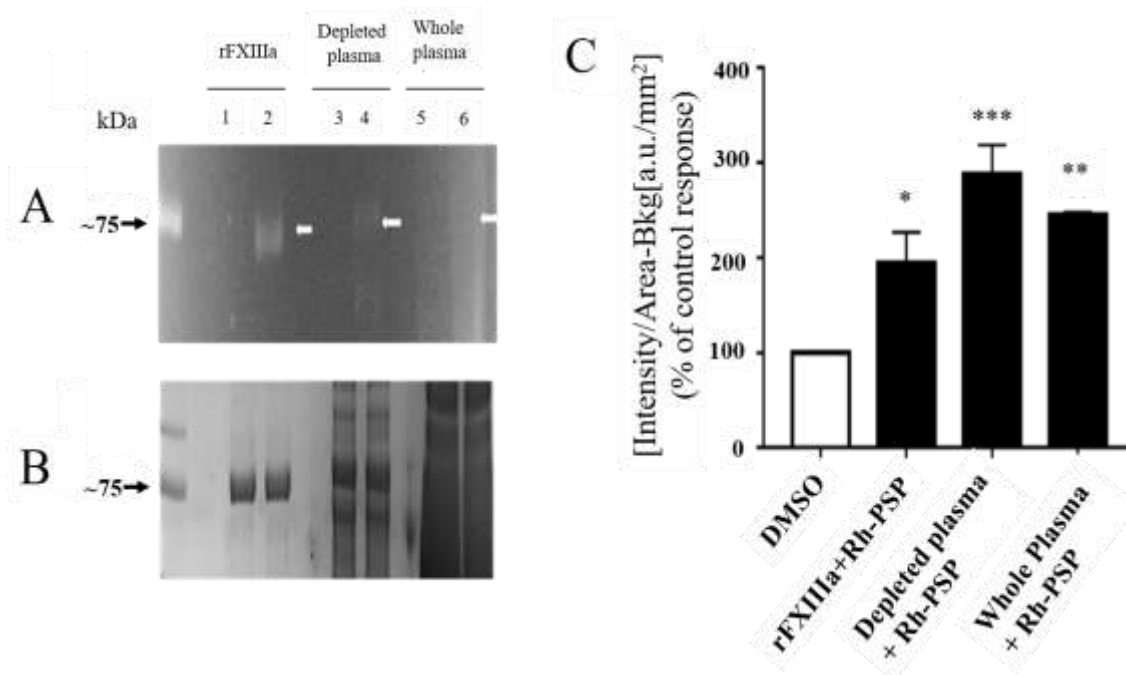 Depleted Whole
rFXIIIa plasma plasma
kDa 1 2 3 4 5 6
A
~75
B
~75
C
[Intensity/Area-Bkg[a.u./mm²]
(% of control response)
400
300
200
100
0
*
***
**
DMSO
rFXIIIa+Rh-PSP
Depleted plasma
+ Rh-PSP
Whole Plasma
+ Rh-PSP